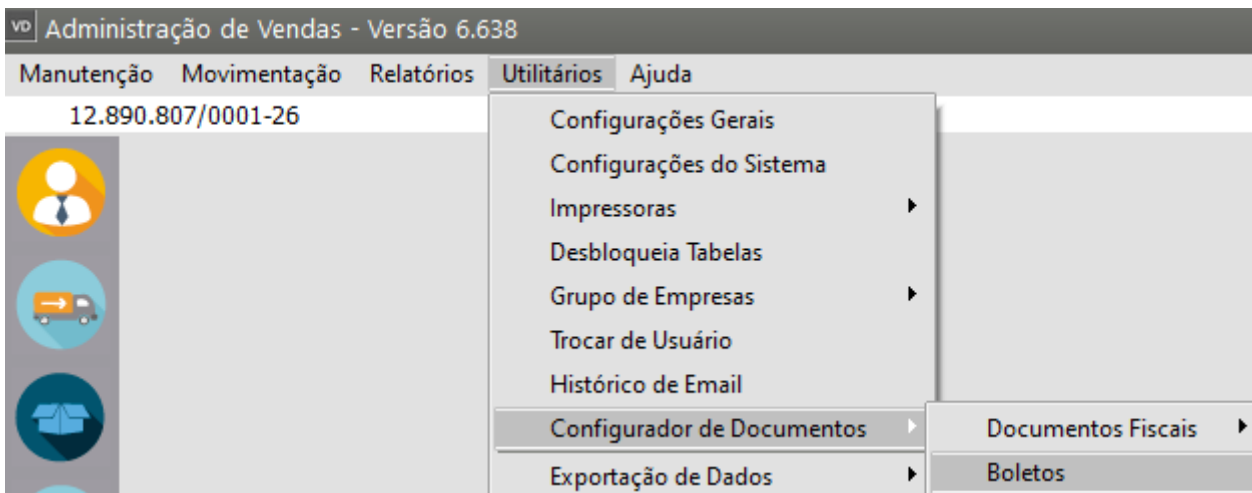 VD Administração de Vendas - Versão 6.638
Manutenção Movimentação Relatórios Utilitários Ajuda
12.890.807/0001-26
Configurações Gerais
Configurações do Sistema
Impressoras
Desbloqueia Tabelas
Grupo de Empresas
Trocar de Usuário
Histórico de Email
Configurador de Documentos Documentos Fiscais
Exportação de Dados Boletos